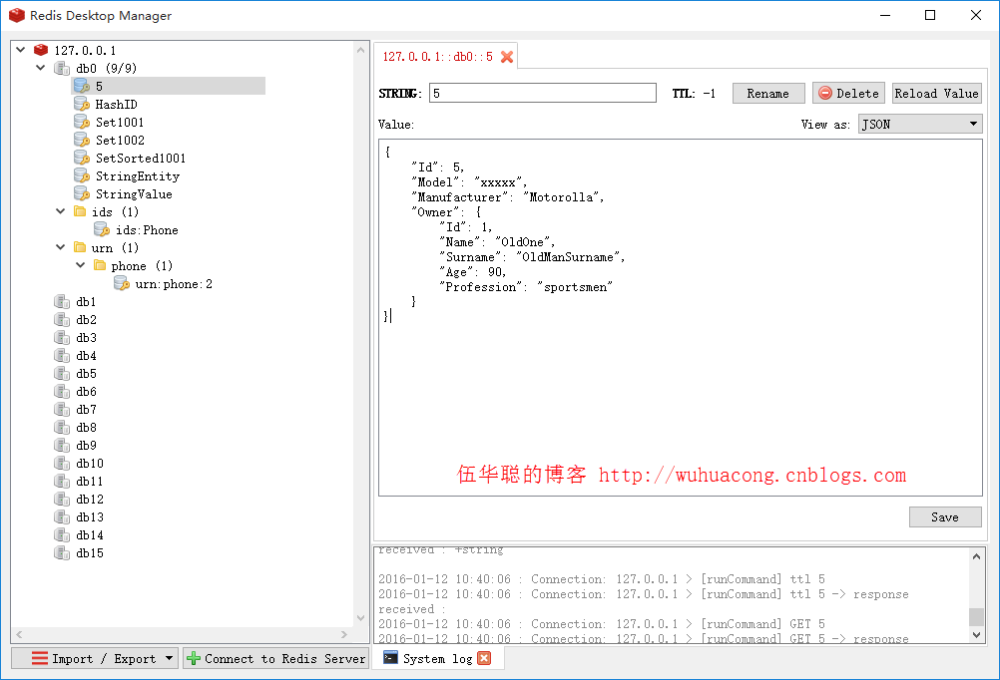 Redis Desktop Manager
127.0.0.1
db0 (9/9)
5
HashID
Set1001
Set1002
SetSorted1001
StringEntity
StringValue
ids (1)
ids:Phone
urn (1)
phone (1)
urn:phone:2
db1
db2
db3
db4
db5
db6
db7
db8
db9
db10
db11
db12
db13
db14
db15
Import / Export
Connect to Redis Server
127.0.0.1::db0::5
STRING: 5 TTL: -1 Rename Delete Reload Value
Value: View as: JSON
{
"Id": 5,
"Model": "xxxxx",
"Manufacturer": "Motorolla",
"Owner": {
"Id": 1,
"Name": "OldOne",
"Surname": "OldManSurname",
"Age": 90,
"Profession": "sportsmen"
}
}
伍华聪的博客 http://wuhuacong.cnblogs.com
Save
received : +string
2016-01-12 10:40:06 : Connection: 127.0.0.1 > [runCommand] ttl 5
2016-01-12 10:40:06 : Connection: 127.0.0.1 > [runCommand] ttl 5 -> response
received :
2016-01-12 10:40:06 : Connection: 127.0.0.1 > [runCommand] GET 5
2016-01-12 10:40:06 : Connection: 127.0.0.1 > [runCommand] GET 5 -> response
System log